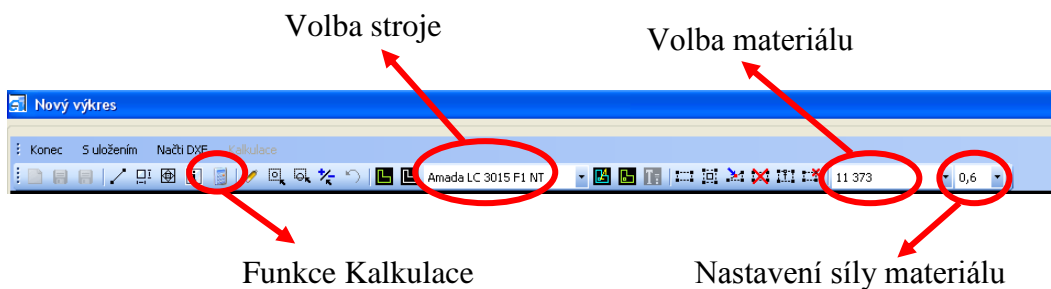 Volba stroje
Volba materiálu
Nový výkres
Konec S uložením Načti DXF Kalkulace
Amada LC 3015 F1 NT 11 373 0,6
Funkce Kalkulace
Nastavení síly materiálu